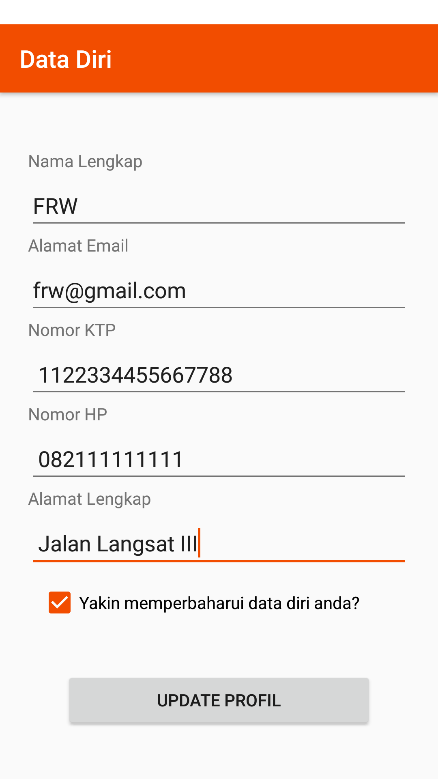 Data Diri
Nama Lengkap
FRW
Alamat Email
frw@gmail.com
Nomor KTP
1122334455667788
Nomor HP
082111111111
Alamat Lengkap
Jalan Langsat III
Yakin memperbaharui data diri anda?
UPDATE PROFIL